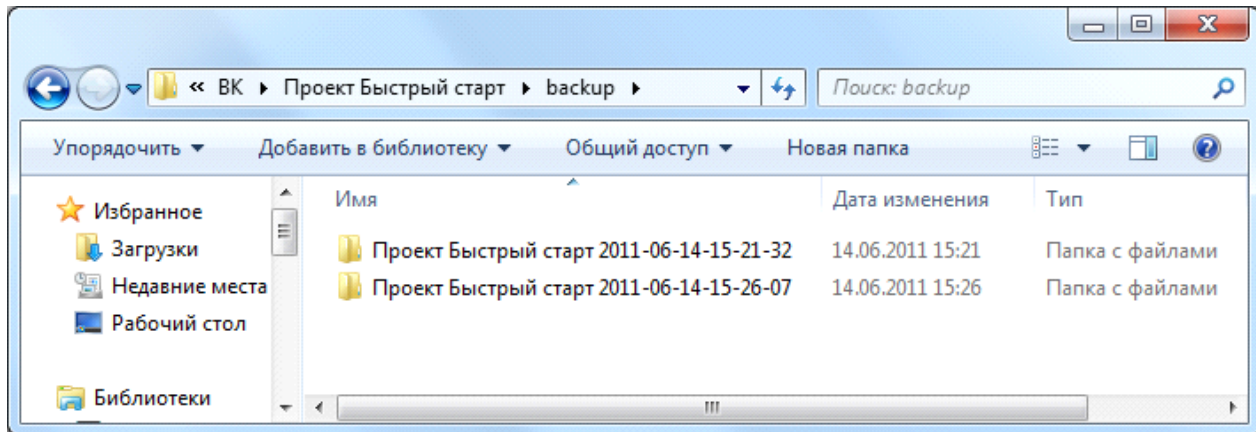 « ВК ▸ Проект Быстрый старт ▸ backup ▸ Поиск: backup
Упорядочить Добавить в библиотеку Общий доступ Новая папка
Имя Дата изменения Тип
Избранное
Загрузки
Недавние места
Рабочий стол
Библиотеки
Проект Быстрый старт 2011-06-14-15-21-32 14.06.2011 15:21 Папка с файлами
Проект Быстрый старт 2011-06-14-15-26-07 14.06.2011 15:26 Папка с файлами